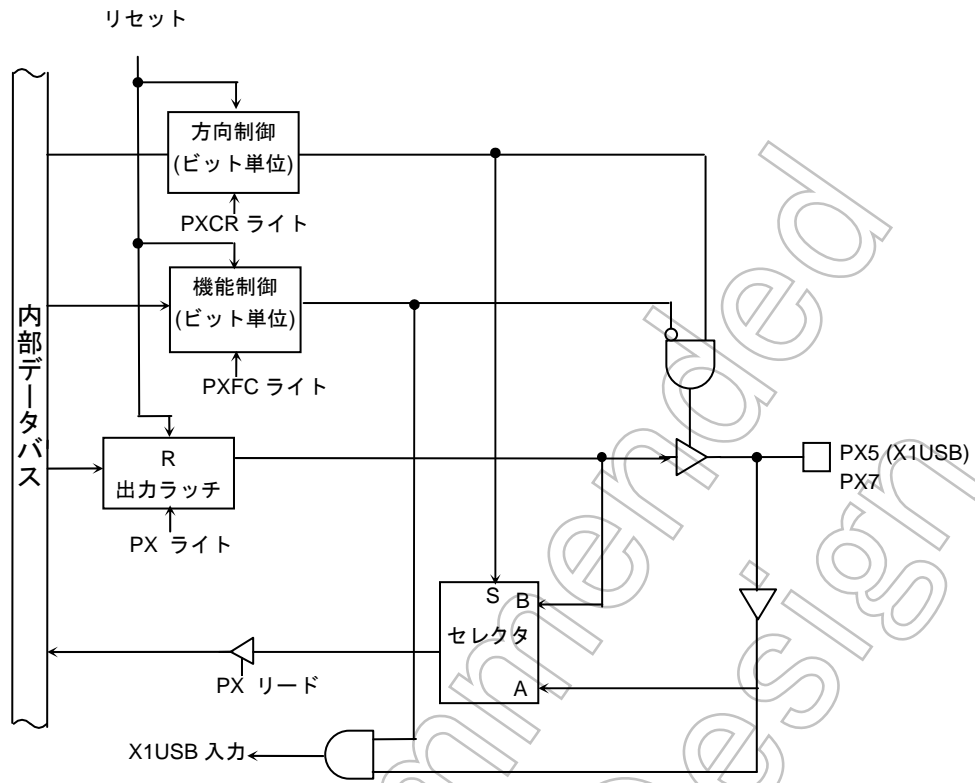 リセット
方向制御
(ビット単位)
PXCR ライト
機能制御
(ビット単位)
PXFC ライト
内部データバス
R
出力ラッチ
PX ライト
PX5 (X1USB)
PX7
S
B
セレクタ
A
PX リード
X1USB 入力
mmended
esign